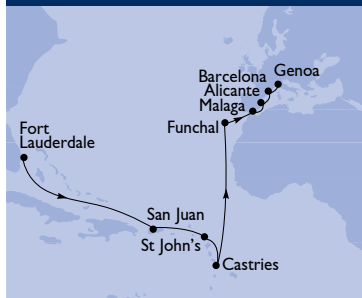 Barcelona
Genoa
Alicante
Malaga
Funchal
Fort
Lauderdale
San Juan
St John's
Castries